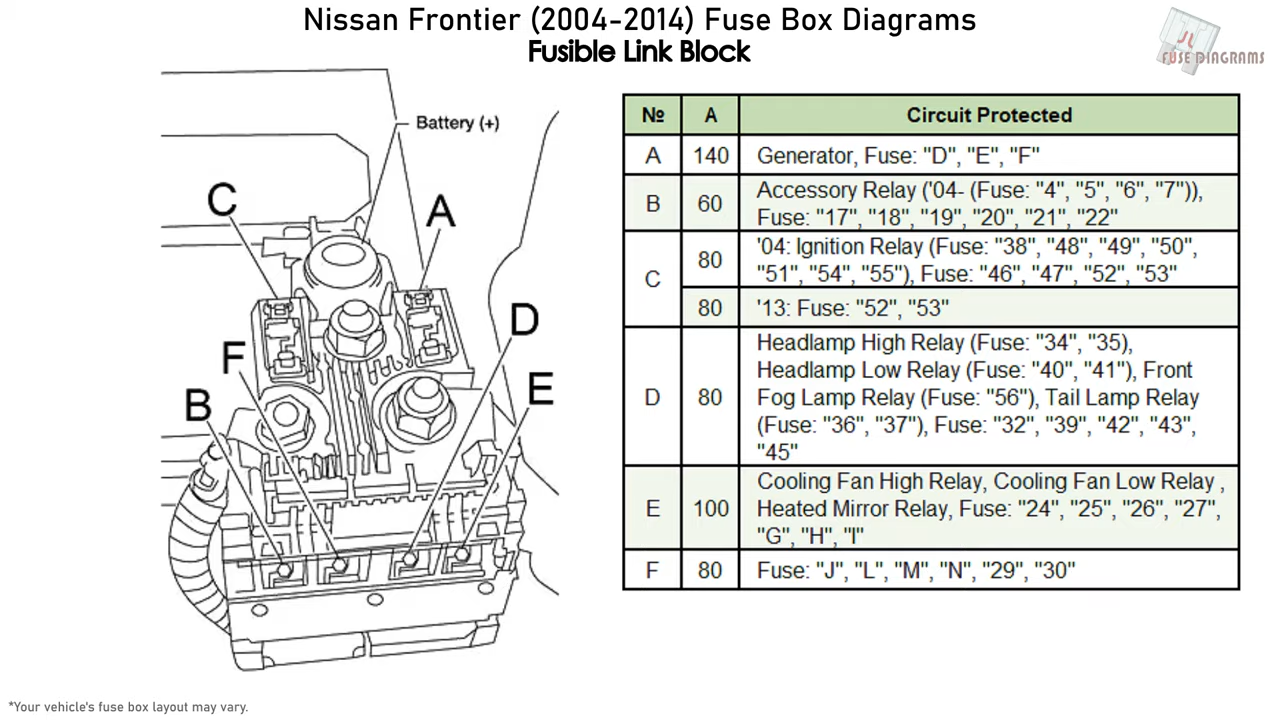 Nissan Frontier (2004-2014) Fuse Box Diagrams
Fusible Link Block
JL
FUSE DIAGRAMS
Battery (+)
C
A
D
F
E
B
№ A Circuit Protected
A 140 Generator, Fuse: "D", "E", "F"
B 60 Accessory Relay ('04- (Fuse: "4", "5", "6", "7")),
Fuse: "17", "18", "19", "20", "21", "22"
C 80 '04: Ignition Relay (Fuse: "38", "48", "49", "50",
"51", "54", "55"), Fuse: "46", "47", "52", "53"
80 '13: Fuse: "52", "53"
D 80 Headlamp High Relay (Fuse: "34", "35),
Headlamp Low Relay (Fuse: "40", "41"), Front
Fog Lamp Relay (Fuse: "56"), Tail Lamp Relay
(Fuse: "36", "37"), Fuse: "32", "39", "42", "43",
"45"
E 100 Cooling Fan High Relay, Cooling Fan Low Relay ,
Heated Mirror Relay, Fuse: "24", "25", "26", "27",
"G", "H", "I"
F 80 Fuse: "J", "L", "M", "N", "29", "30"
*Your vehicle's fuse box layout may vary.